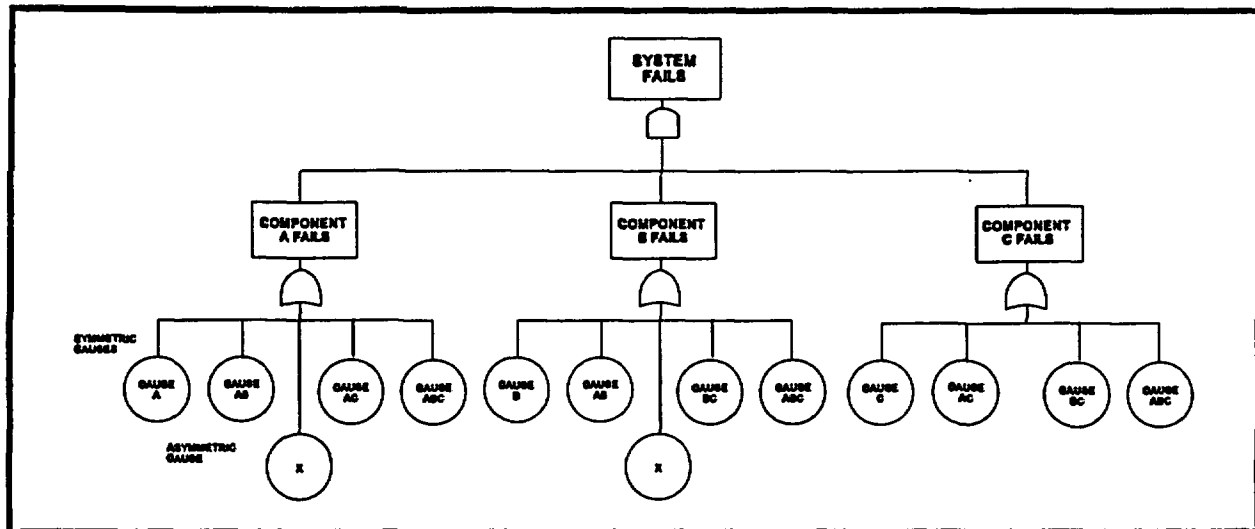 SYSTEM
FAILS
COMPONENT
A FAILS
COMPONENT
B FAILS
COMPONENT
C FAILS
SYMMETRIC
CAUSES
CAUSE
A
CAUSE
AB
CAUSE
AC
CAUSE
ABC
CAUSE
B
CAUSE
AB
CAUSE
BC
CAUSE
ABC
CAUSE
C
CAUSE
AC
CAUSE
BC
CAUSE
ABC
ASYMMETRIC
CAUSE
X
X